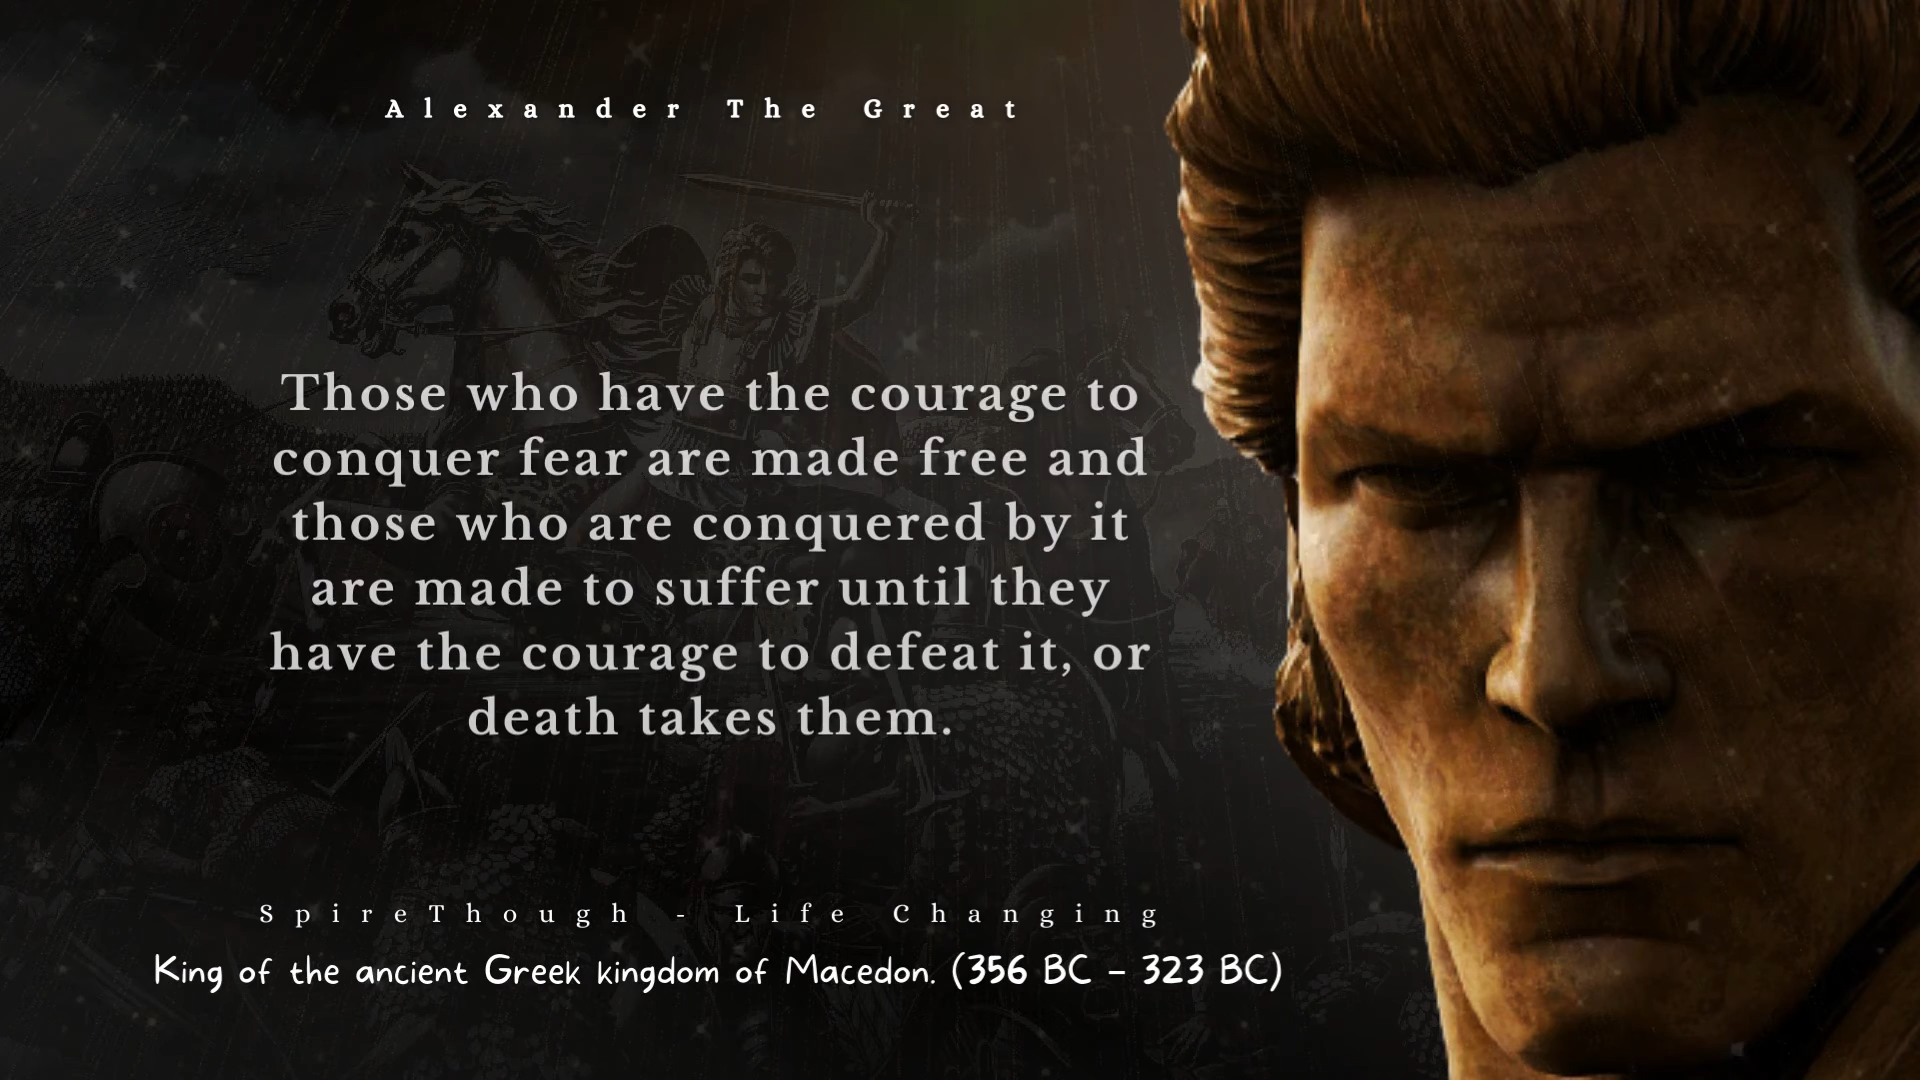 Alexander The Great
Those who have the courage to
conquer fear are made free and
those who are conquered by it
are made to suffer until they
have the courage to defeat it, or
death takes them.
SpireThough - Life Changing
King of the ancient Greek kingdom of Macedon. (356 BC – 323 BC)